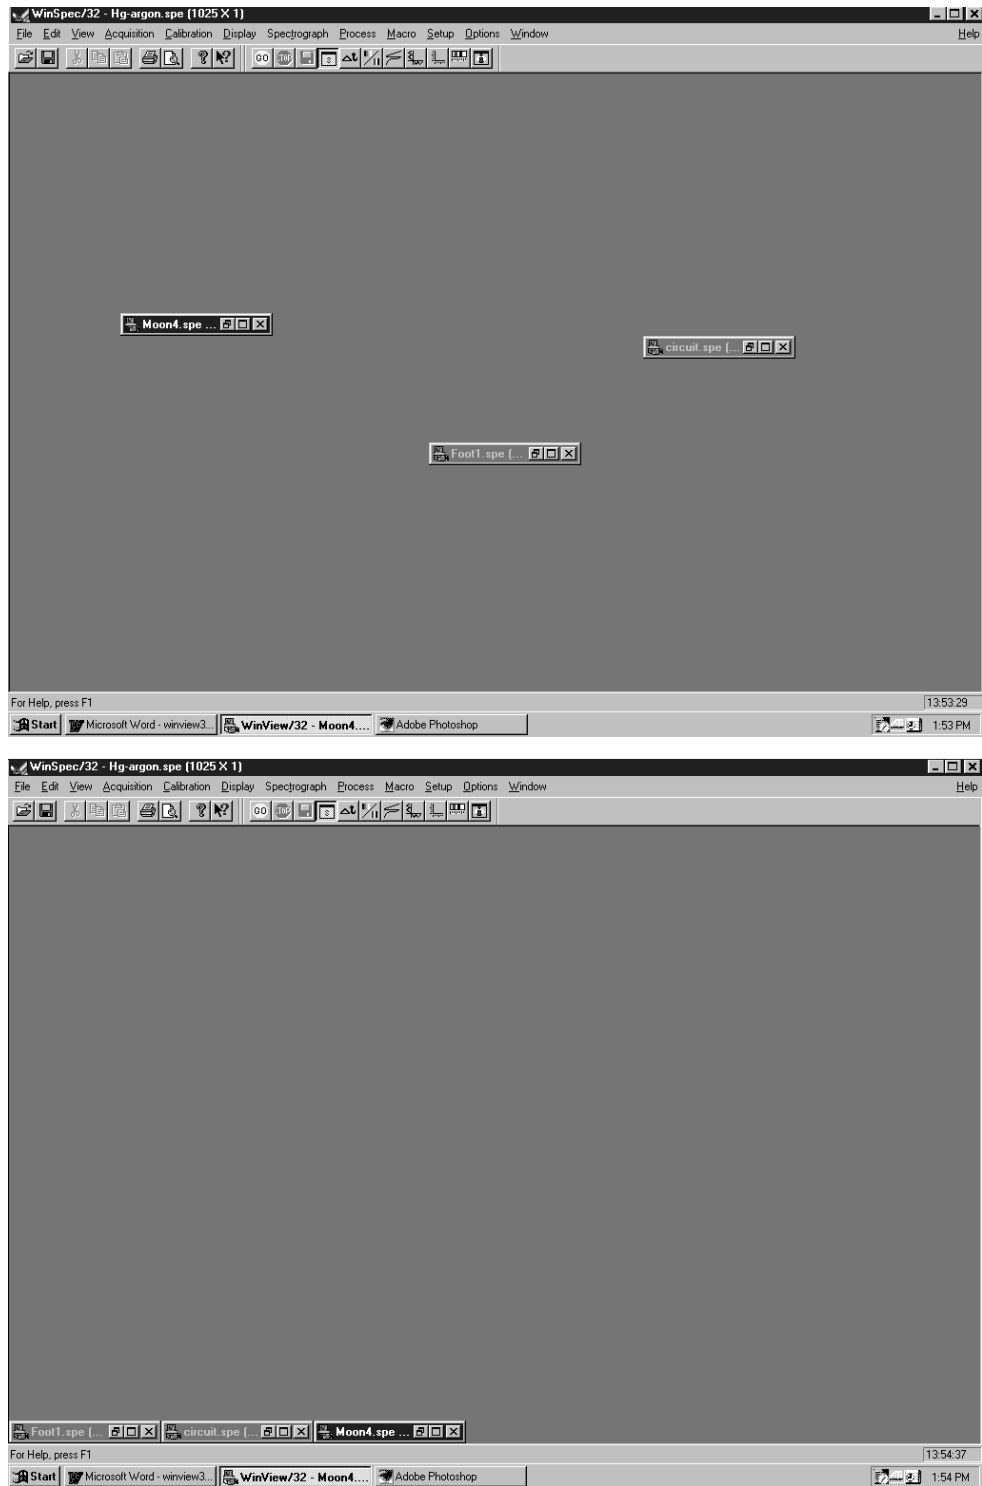 WinSpec/32 - Hg-argon.spe (1025 X 1)
File Edit View Acquisition Calibration Display Spectrograph Process Macro Setup Options Window Help
GO STOP S
Moon4.spe ...
circuit.spe (...
Foot1.spe (...
For Help, press F1 13:53:29
Start Microsoft Word - winview3... WinView/32 - Moon4.... Adobe Photoshop 1:53 PM
WinSpec/32 - Hg-argon.spe (1025 X 1)
File Edit View Acquisition Calibration Display Spectrograph Process Macro Setup Options Window Help
GO STOP S
Foot1.spe (... circuit.spe (... Moon4.spe ...
For Help, press F1 13:54:37
Start Microsoft Word - winview3... WinView/32 - Moon4.... Adobe Photoshop 1:54 PM